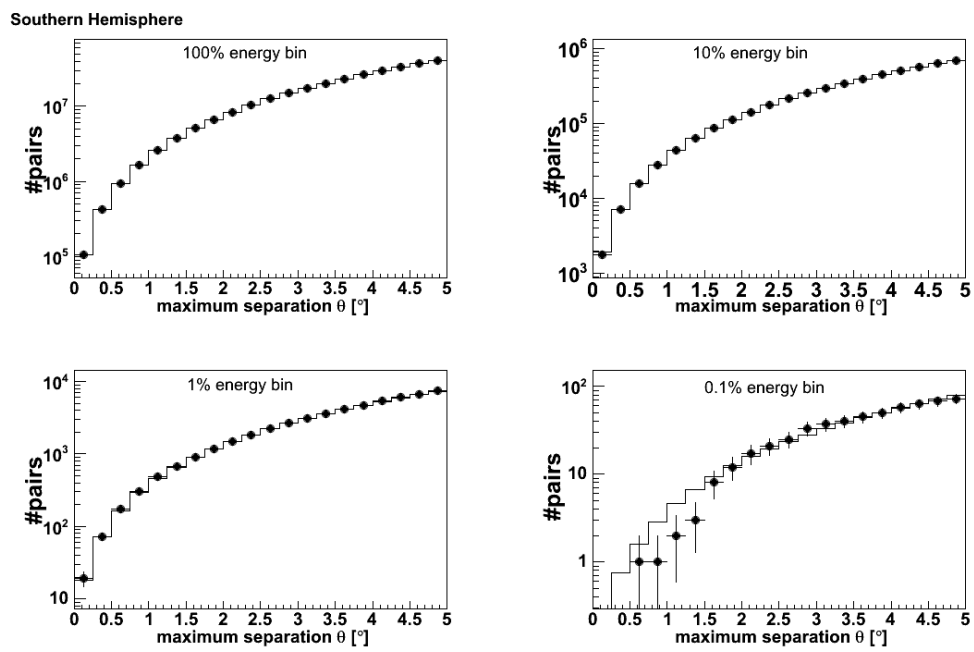 Southern Hemisphere
100% energy bin
#pairs
10^7
10^6
10^5
0 0.5 1 1.5 2 2.5 3 3.5 4 4.5 5
maximum separation θ [°]
10% energy bin
#pairs
10^6
10^5
10^4
10^3
0 0.5 1 1.5 2 2.5 3 3.5 4 4.5 5
maximum separation θ [°]
1% energy bin
#pairs
10^4
10^3
10^2
10
0 0.5 1 1.5 2 2.5 3 3.5 4 4.5 5
maximum separation θ [°]
0.1% energy bin
#pairs
10^2
10
1
0 0.5 1 1.5 2 2.5 3 3.5 4 4.5 5
maximum separation θ [°]